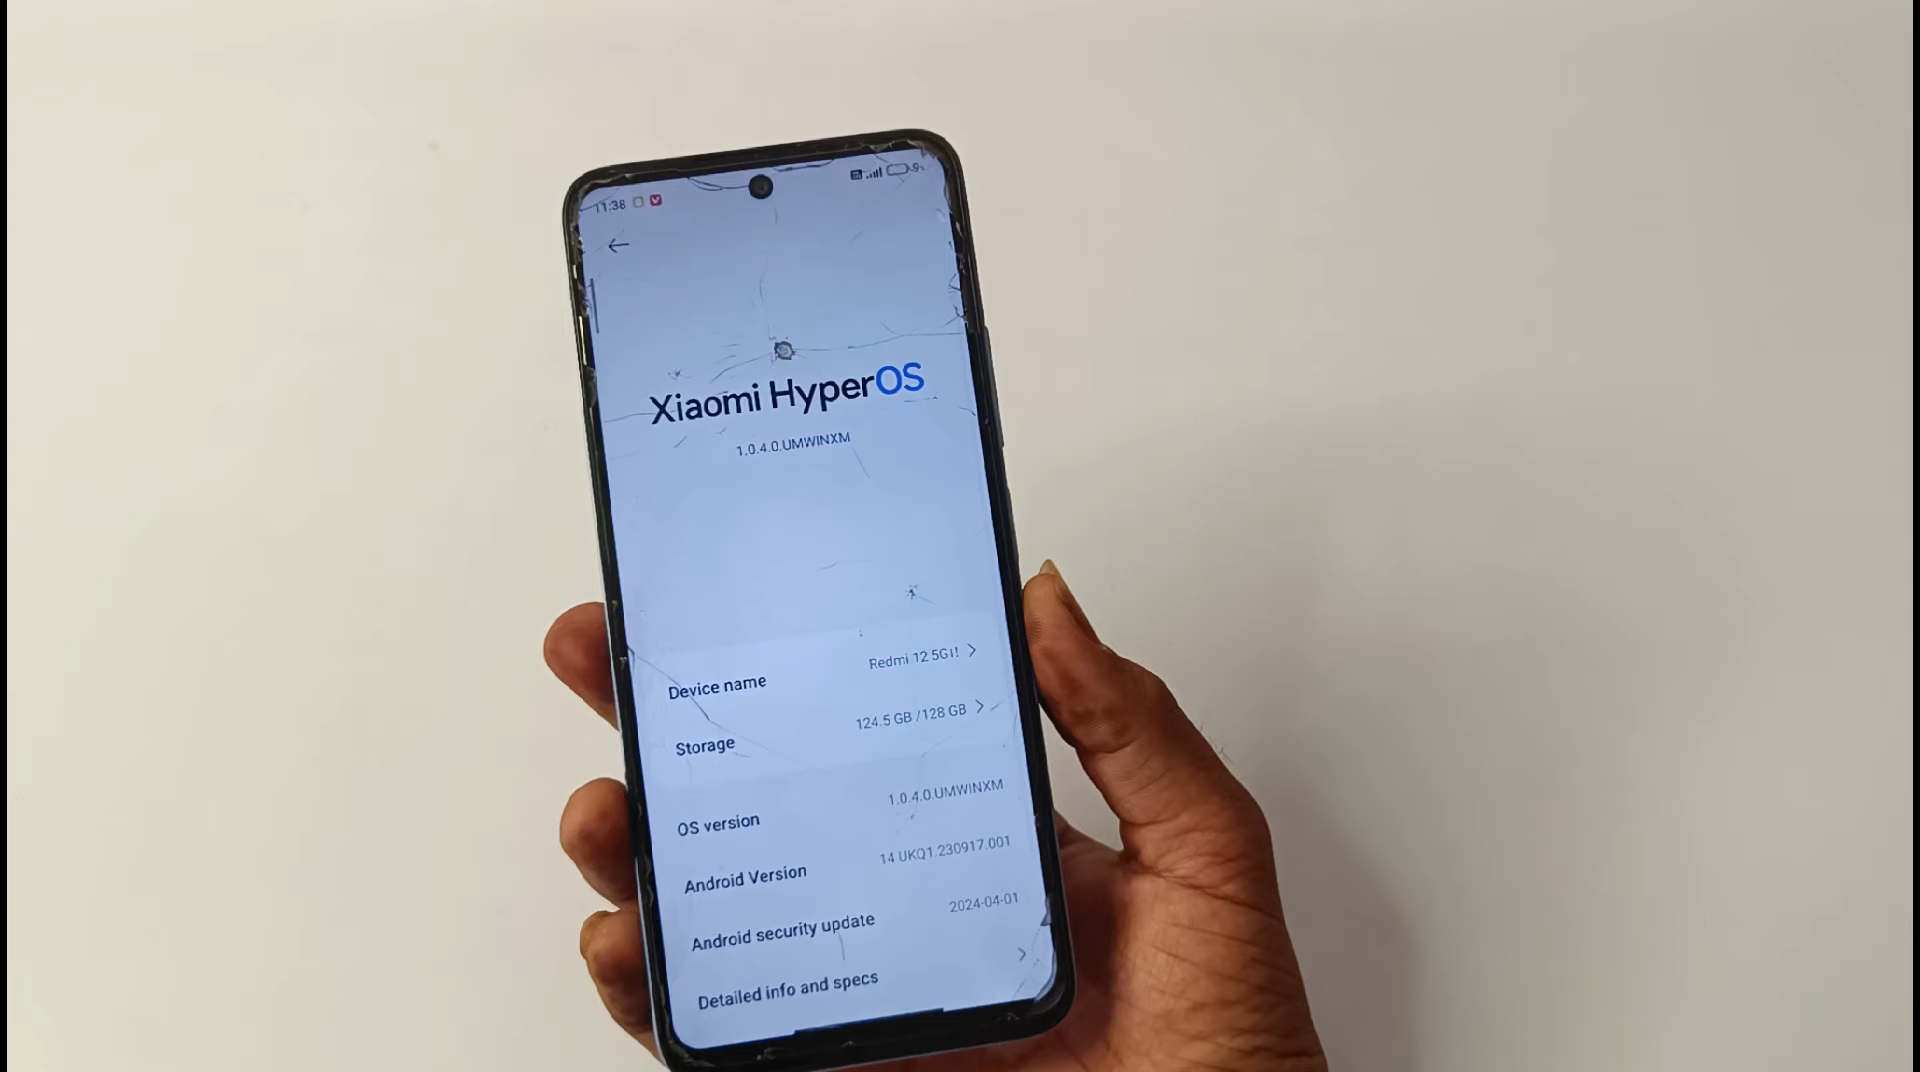 11:38
←
Xiaomi HyperOS
1.0.4.0.UMWINXM
Device name Redmi 12 5G!! >
Storage 124.5 GB /128 GB >
OS version 1.0.4.0.UMWINXM
Android Version 14 UKQ1.230917.001
Android security update 2024-04-01
Detailed info and specs >